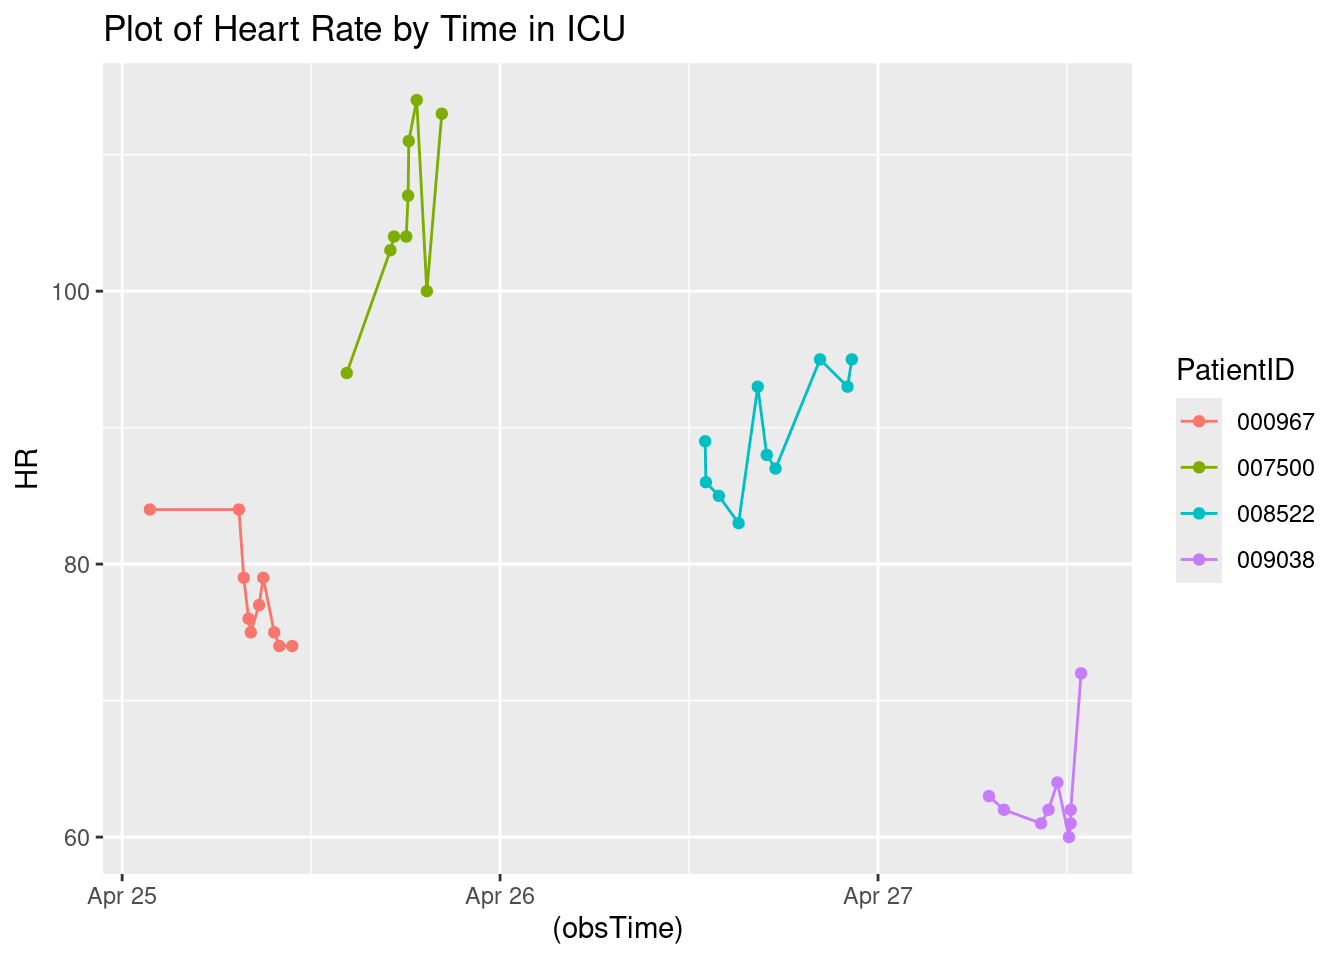 Plot of Heart Rate by Time in ICU
HR
100
80
60
Apr 25
Apr 26
Apr 27
(obsTime)
PatientID
000967
007500
008522
009038